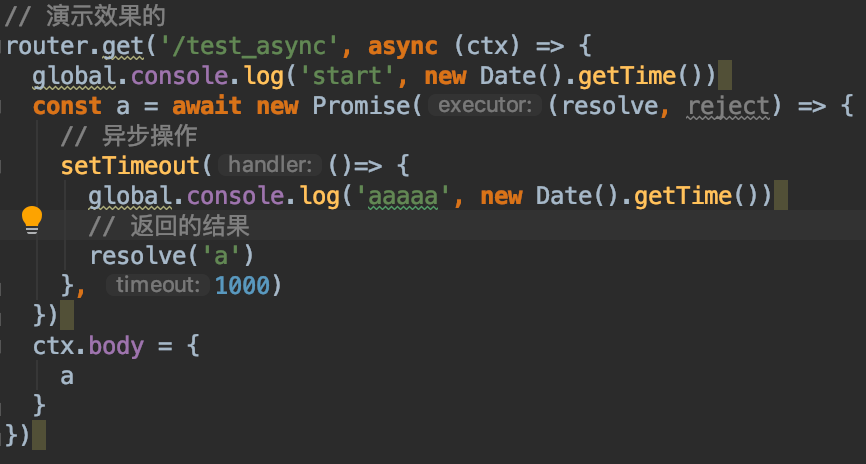 // 演示效果的
router.get('/test_async', async (ctx) => {
  global.console.log('start', new Date().getTime())
  const a = await new Promise( executor: (resolve, reject) => {
    // 异步操作
    setTimeout( handler: ()=> {
      global.console.log('aaaaa', new Date().getTime())
      // 返回的结果
      resolve('a')
    }, timeout: 1000)
  })
  ctx.body = {
    a
  }
})